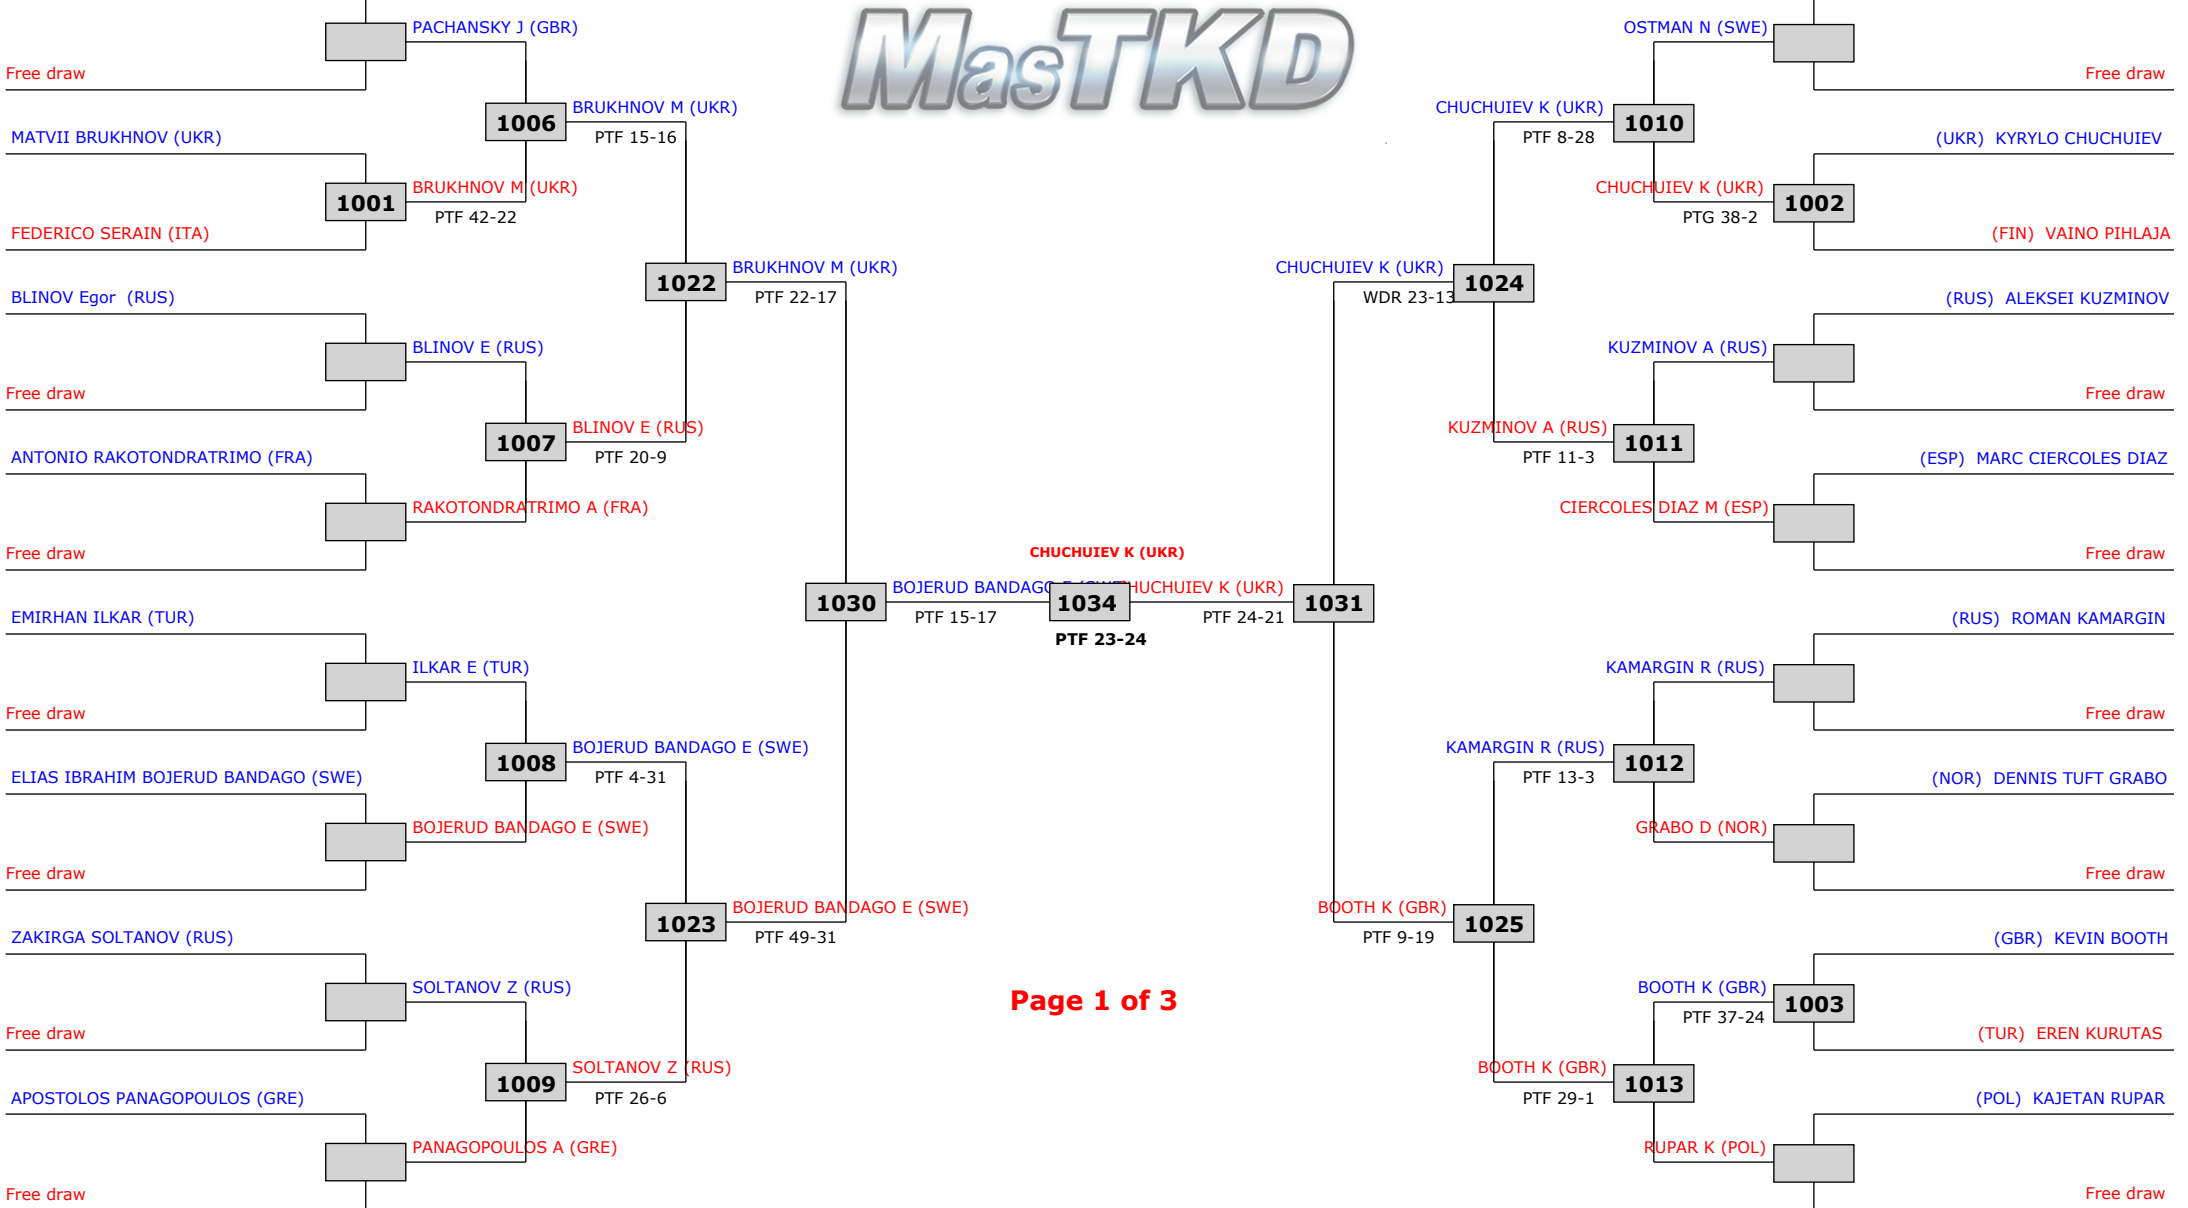 MasTKD
PACHANSKY J (GBR)
Free draw
1006
BRUKHNOV M (UKR)
PTF 15-16
MATVII BRUKHNOV (UKR)
1001
BRUKHNOV M (UKR)
PTF 42-22
FEDERICO SERAIN (ITA)
1022
BRUKHNOV M (UKR)
PTF 22-17
BLINOV Egor (RUS)
BLINOV E (RUS)
Free draw
1007
BLINOV E (RUS)
PTF 20-9
ANTONIO RAKOTONDRATRIMO (FRA)
RAKOTONDRATRIMO A (FRA)
Free draw
1030
BOJERUD BANDAGO E (SWE)
PTF 15-17
EMIRHAN ILKAR (TUR)
ILKAR E (TUR)
Free draw
1008
BOJERUD BANDAGO E (SWE)
PTF 4-31
ELIAS IBRAHIM BOJERUD BANDAGO (SWE)
BOJERUD BANDAGO E (SWE)
Free draw
1023
BOJERUD BANDAGO E (SWE)
PTF 49-31
ZAKIRGA SOLTANOV (RUS)
SOLTANOV Z (RUS)
Free draw
1009
SOLTANOV Z (RUS)
PTF 26-6
APOSTOLOS PANAGOPOULOS (GRE)
PANAGOPOULOS A (GRE)
Free draw
CHUCHUIEV K (UKR)
1034
PTF 23-24
Page 1 of 3
OSTMAN N (SWE)
Free draw
CHUCHUIEV K (UKR)
1010
PTF 8-28
(UKR) KYRYLO CHUCHUIEV
CHUCHUIEV K (UKR)
1002
PTG 38-2
(FIN) VAINO PIHLAJA
CHUCHUIEV K (UKR)
1024
WDR 23-13
(RUS) ALEKSEI KUZMINOV
KUZMINOV A (RUS)
Free draw
KUZMINOV A (RUS)
1011
PTF 11-3
(ESP) MARC CIERCOLES DIAZ
CIERCOLES DIAZ M (ESP)
Free draw
CHUCHUIEV K (UKR)
1031
PTF 24-21
(RUS) ROMAN KAMARGIN
KAMARGIN R (RUS)
Free draw
KAMARGIN R (RUS)
1012
PTF 13-3
(NOR) DENNIS TUFT GRABO
GRABO D (NOR)
Free draw
BOOTH K (GBR)
1025
PTF 9-19
(GBR) KEVIN BOOTH
BOOTH K (GBR)
1003
PTF 37-24
(TUR) EREN KURUTAS
BOOTH K (GBR)
1013
PTF 29-1
(POL) KAJETAN RUPAR
RUPAR K (POL)
Free draw